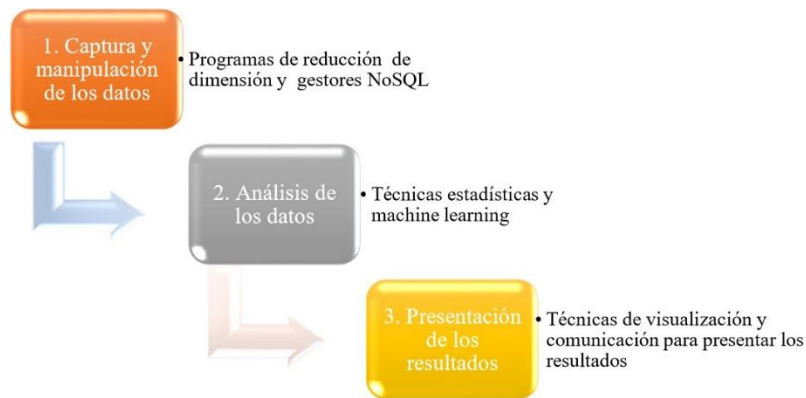 1. Captura y
manipulación
de los datos
• Programas de reducción de
dimensión y gestores NoSQL
2. Análisis de
los datos
• Técnicas estadísticas y
machine learning
3. Presentación
de los
resultados
• Técnicas de visualización y
comunicación para presentar los
resultados